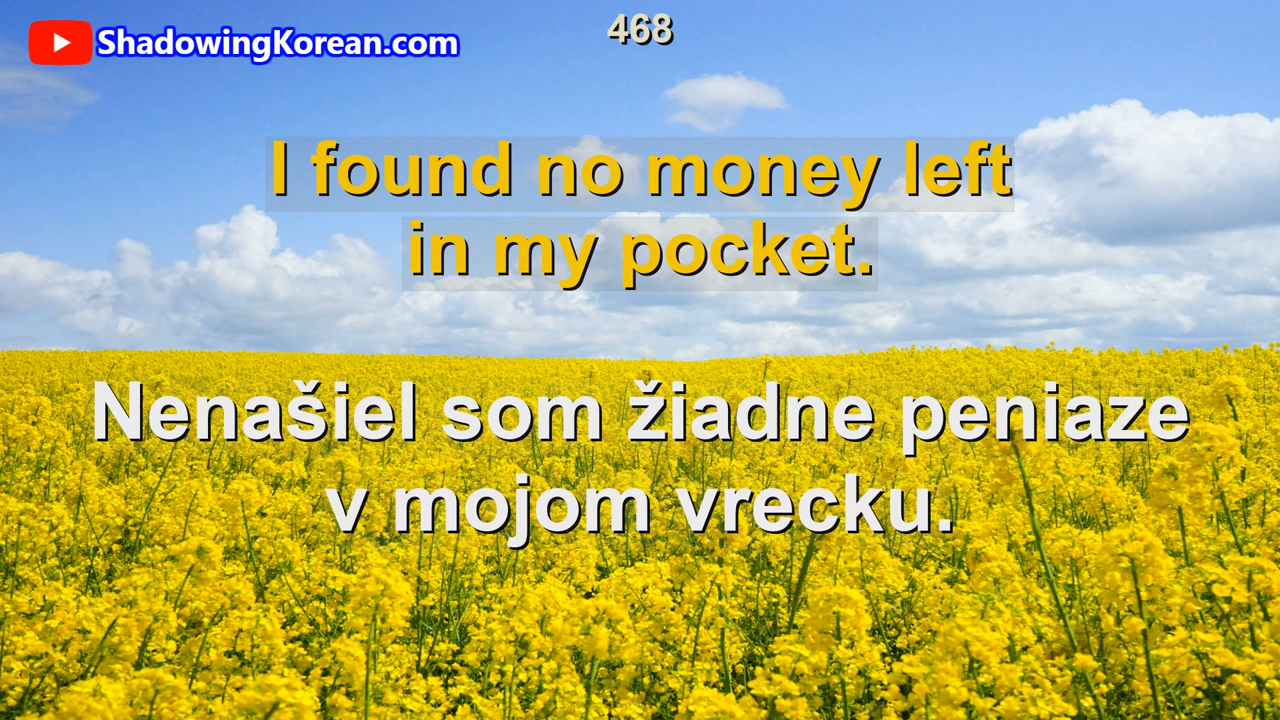 ShadowingKorean.com
468
I found no money left
in my pocket.
Nenašiel som žiadne peniaze
v mojom vrecku.